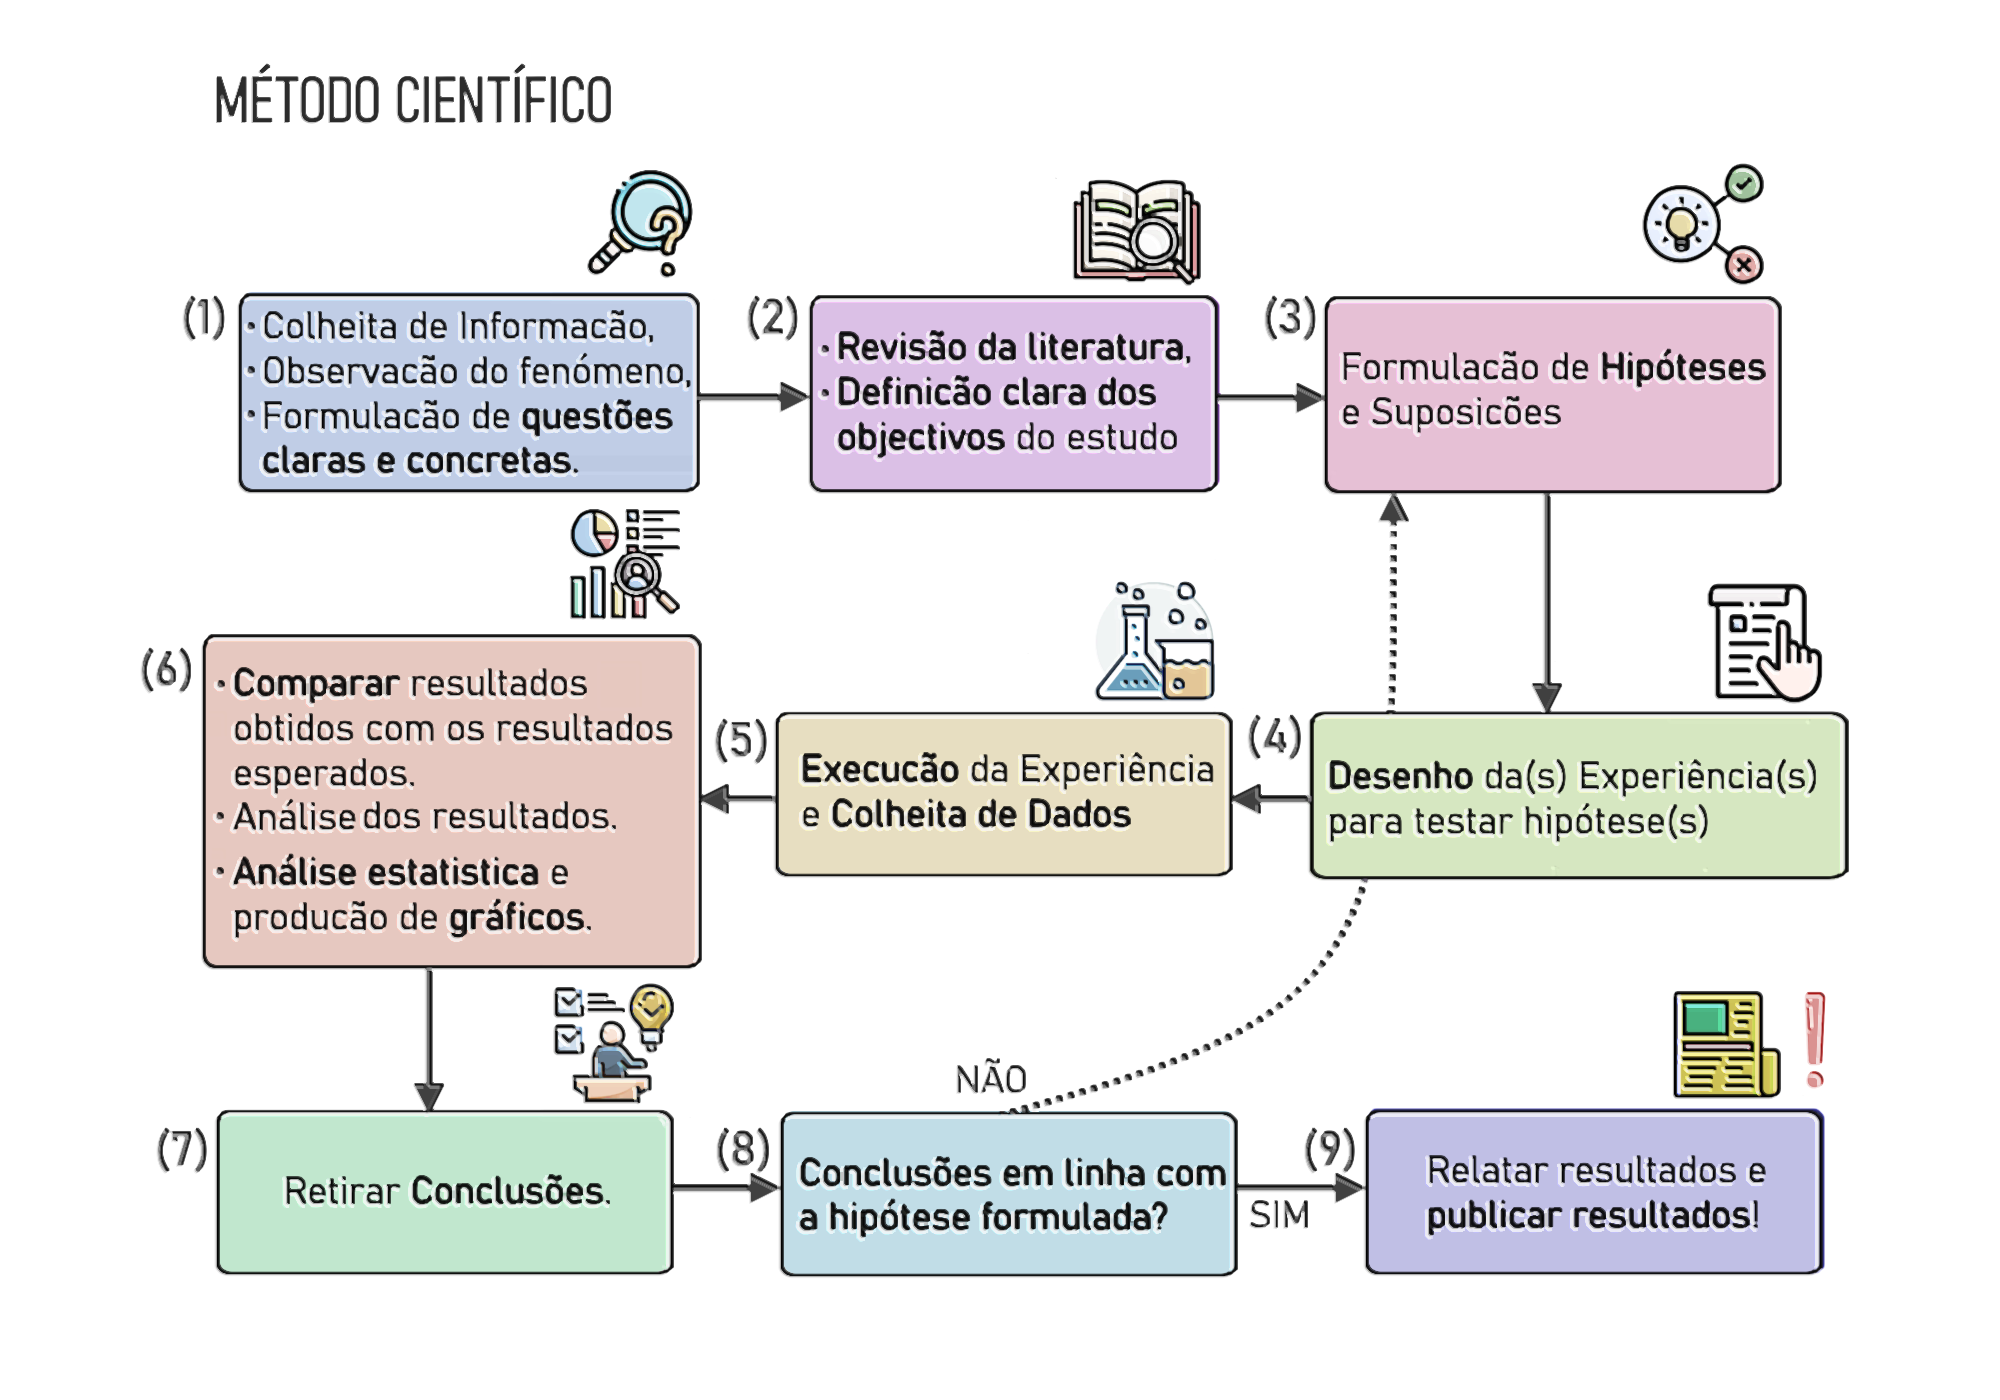 MÉTODO CIENTÍFICO
(1)
· Colheita de Informacão,
· Observacão do fenómeno,
· Formulacão de questões
claras e concretas.
(2)
· Revisão da literatura,
· Definicão clara dos
objectivos do estudo
(3)
Formulacão de Hipóteses
e Suposicões
(4)
Desenho da(s) Experiência(s)
para testar hipótese(s)
(5)
Execucão da Experiência
e Colheita de Dados
(6)
· Comparar resultados
obtidos com os resultados
esperados.
· Análise dos resultados.
· Análise estatistica e
producão de gráficos.
(7)
Retirar Conclusões.
(8)
Conclusões em linha com
a hipótese formulada?
NÃO
SIM
(9)
Relatar resultados e
publicar resultados!